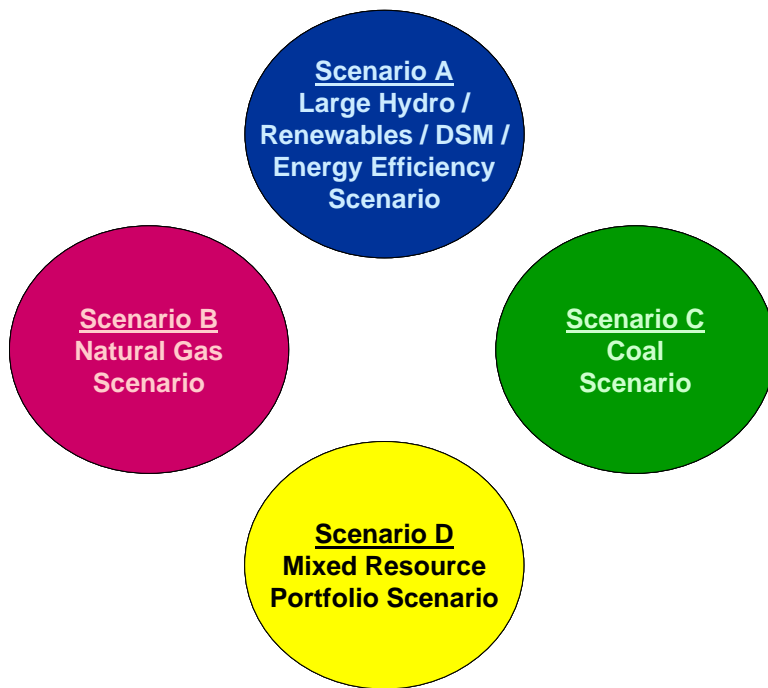 Scenario A
Large Hydro /
Renewables / DSM /
Energy Efficiency
Scenario
Scenario B
Natural Gas
Scenario
Scenario C
Coal
Scenario
Scenario D
Mixed Resource
Portfolio Scenario